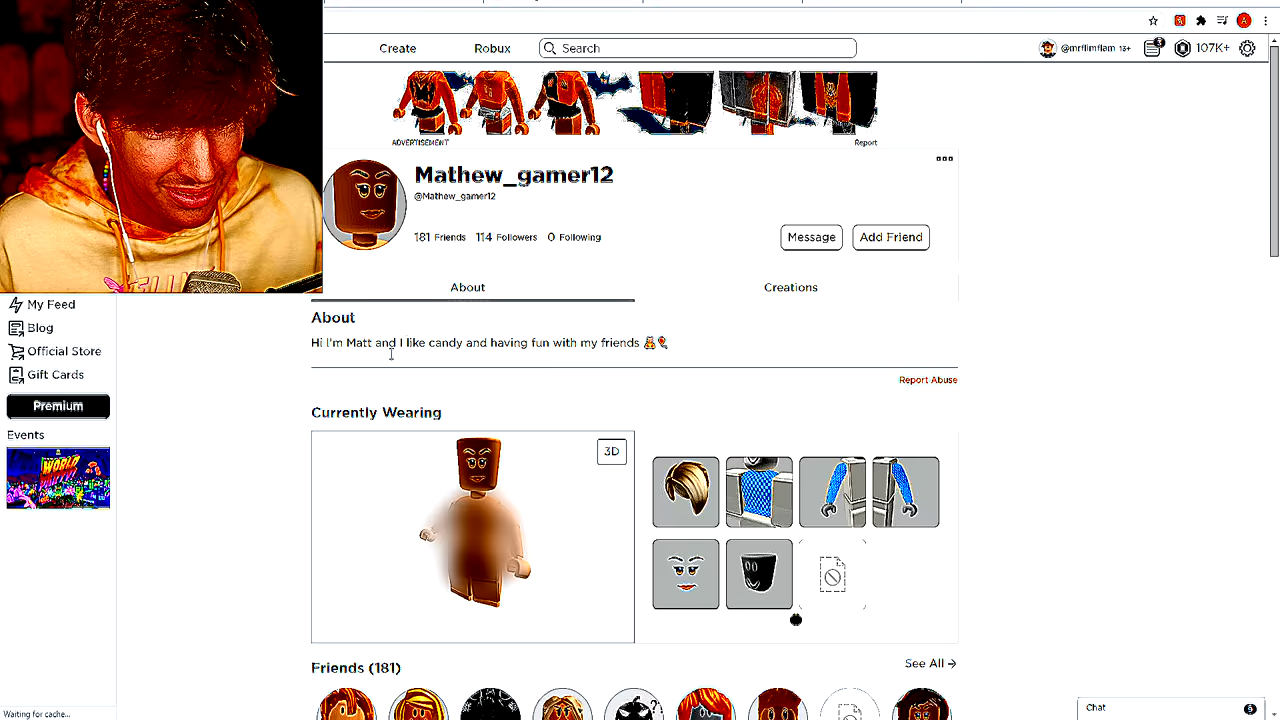 Create Robux Search @mrflimflam 13+ 107K+
ADVERTISEMENT Report
Mathew_gamer12
@Mathew_gamer12
181 Friends 114 Followers 0 Following
Message Add Friend
About Creations
My Feed
Blog
Official Store
Gift Cards
Premium
Events
WORLD
About
Hi I'm Matt and I like candy and having fun with my friends
Report Abuse
Currently Wearing
3D
Friends (181) See All →
Waiting for cache...
Chat